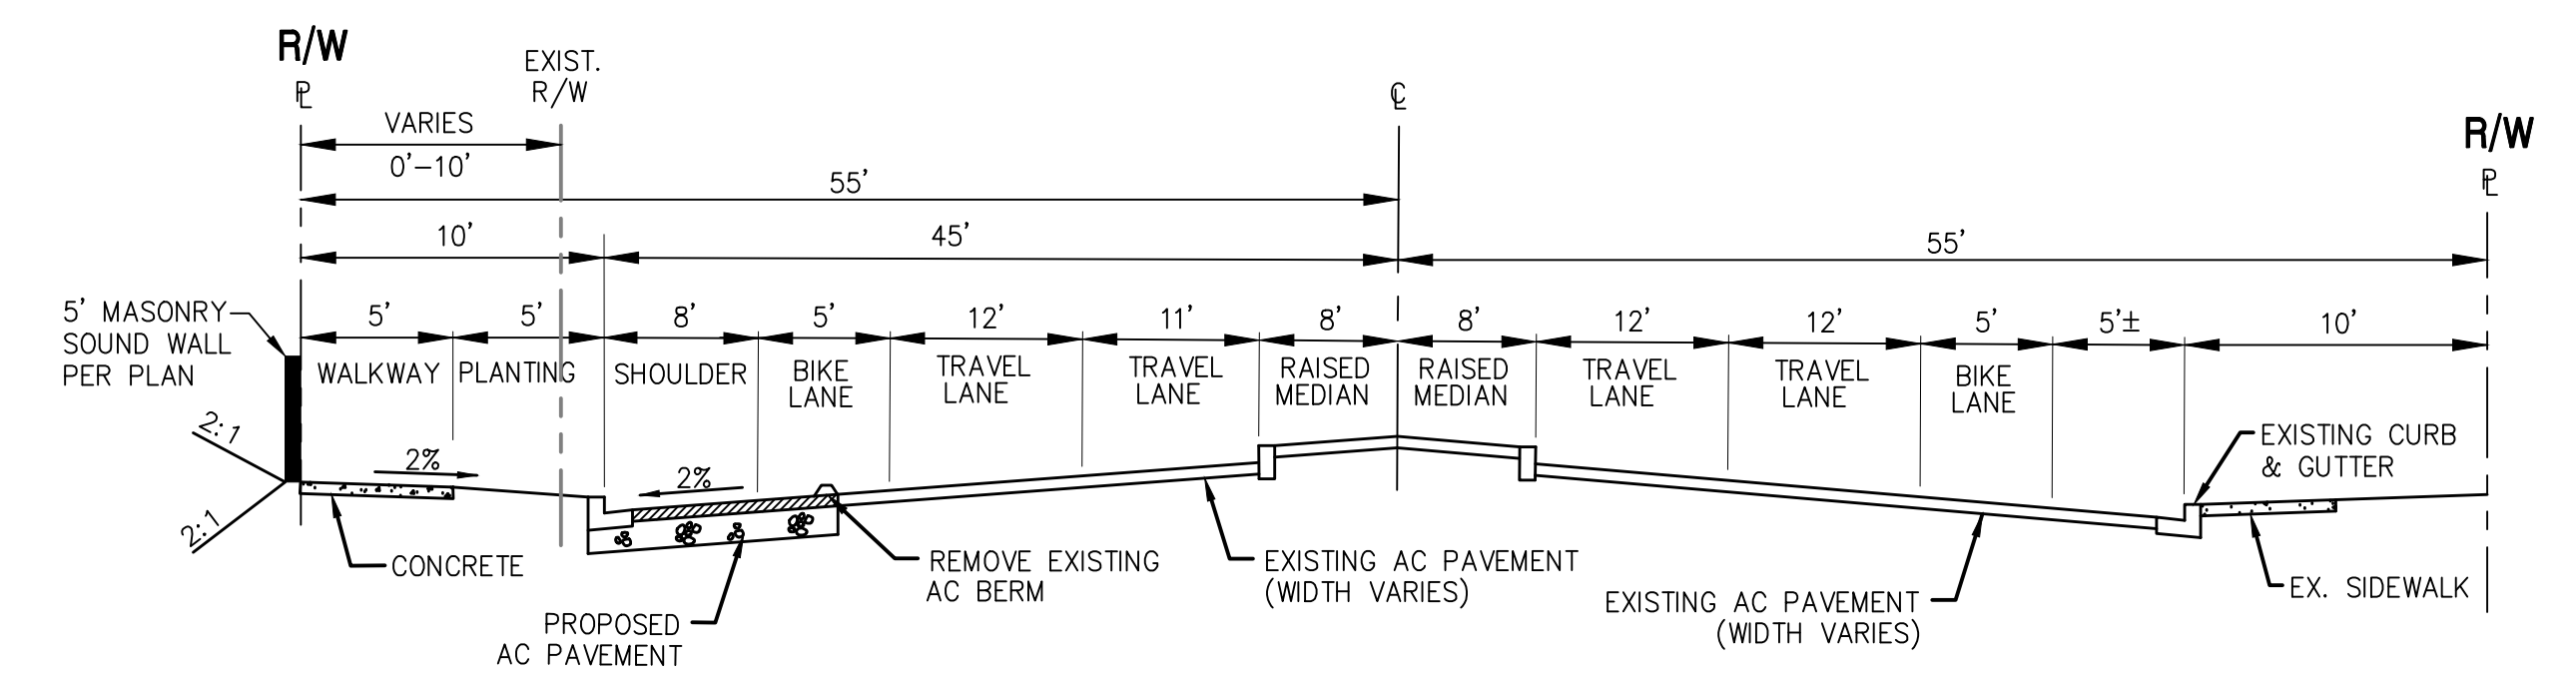 R/W
PL
EXIST.
R/W
CL
R/W
PL
VARIES
0'-10'
55'
10'
45'
55'
5' MASONRY
SOUND WALL
PER PLAN
5'
5'
8'
5'
12'
11'
8'
8'
12'
12'
5'
5'±
10'
WALKWAY
PLANTING
SHOULDER
BIKE
LANE
TRAVEL
LANE
TRAVEL
LANE
RAISED
MEDIAN
RAISED
MEDIAN
TRAVEL
LANE
TRAVEL
LANE
BIKE
LANE
2:1
2:1
2%
2%
EXISTING CURB
& GUTTER
CONCRETE
PROPOSED
AC PAVEMENT
REMOVE EXISTING
AC BERM
EXISTING AC PAVEMENT
(WIDTH VARIES)
EXISTING AC PAVEMENT
(WIDTH VARIES)
EX. SIDEWALK